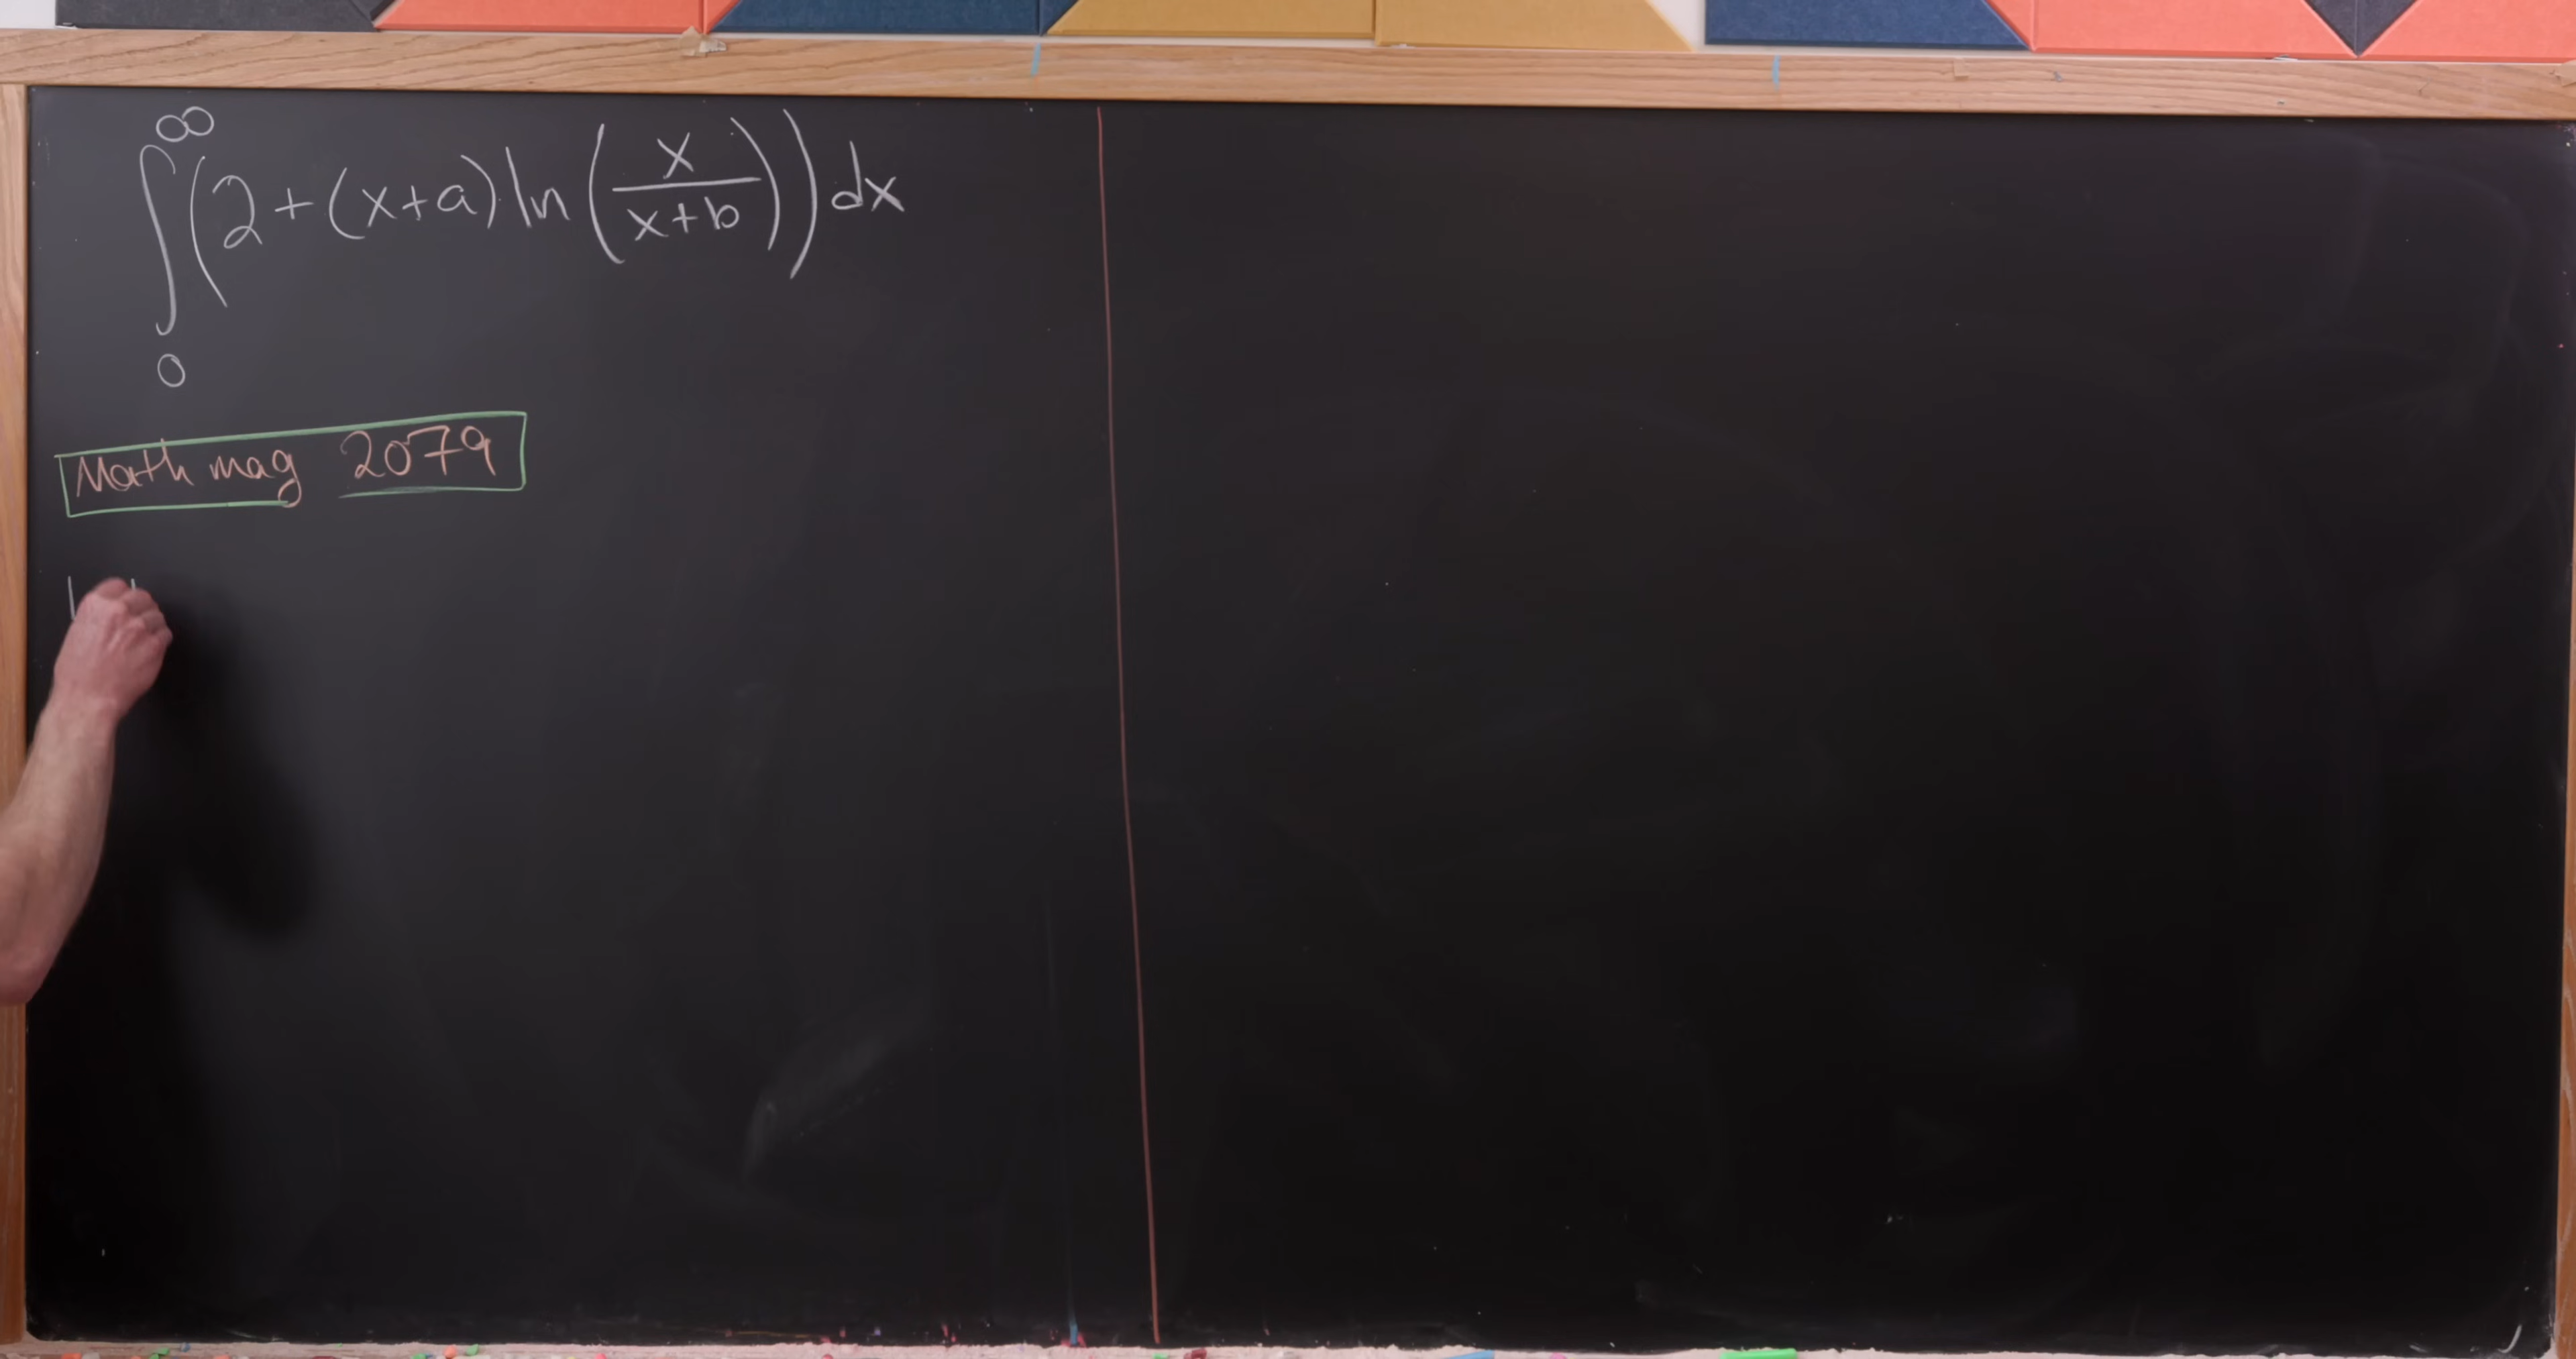 ∫₀^∞ (2+(x+a) ln(x/(x+b))) dx
Math mag 2079